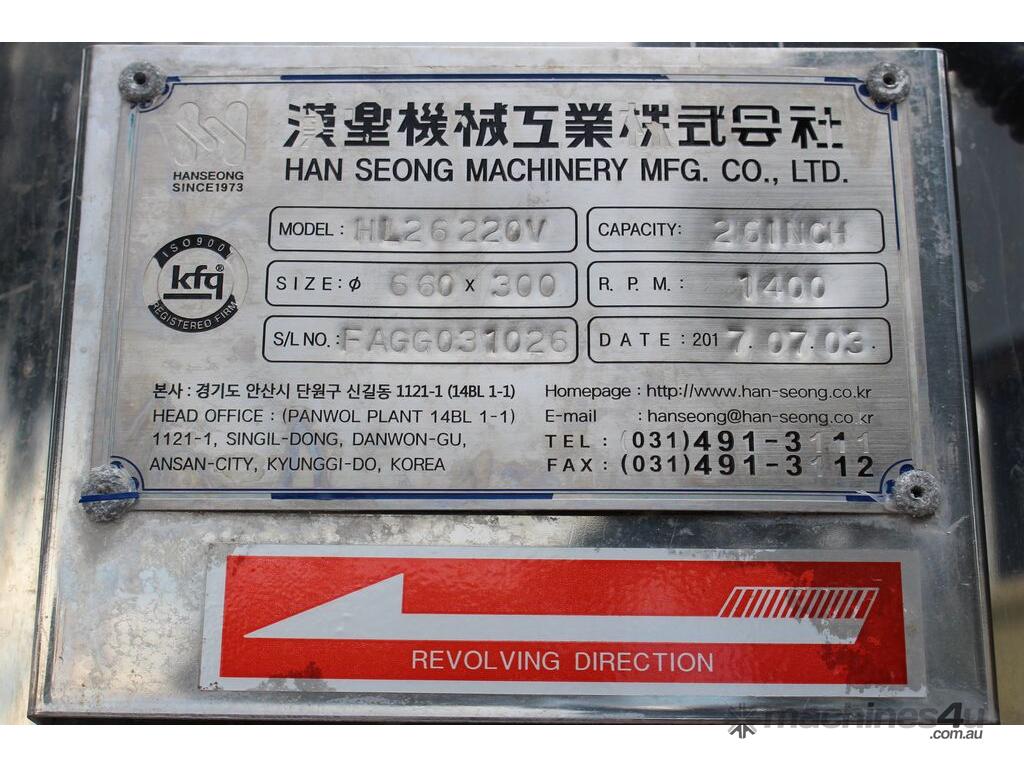 漢星機械工業株式会社
HAN SEONG MACHINERY MFG. CO., LTD.
HANSEONG
SINCE1973
MODEL: HL26 220V
CAPACITY: 26INCH
ISO 900
kfq
REGISTERED FIRM
SIZE: ø 660 x 300
R. P. M.: 1400
S/L NO.: FAGG031026
DATE: 2017.07.03.
본사 : 경기도 안산시 단원구 신길동 1121-1 (14BL 1-1)
HEAD OFFICE : (PANWOL PLANT 14BL 1-1)
1121-1, SINGIL-DONG, DANWON-GU,
ANSAN-CITY, KYUNGGI-DO, KOREA
Homepage : http://www.han-seong.co.kr
E-mail : hanseong@han-seong.co.kr
TEL : (031)491-3111
FAX : (031)491-3112
REVOLVING DIRECTION
machines4u
.com.au